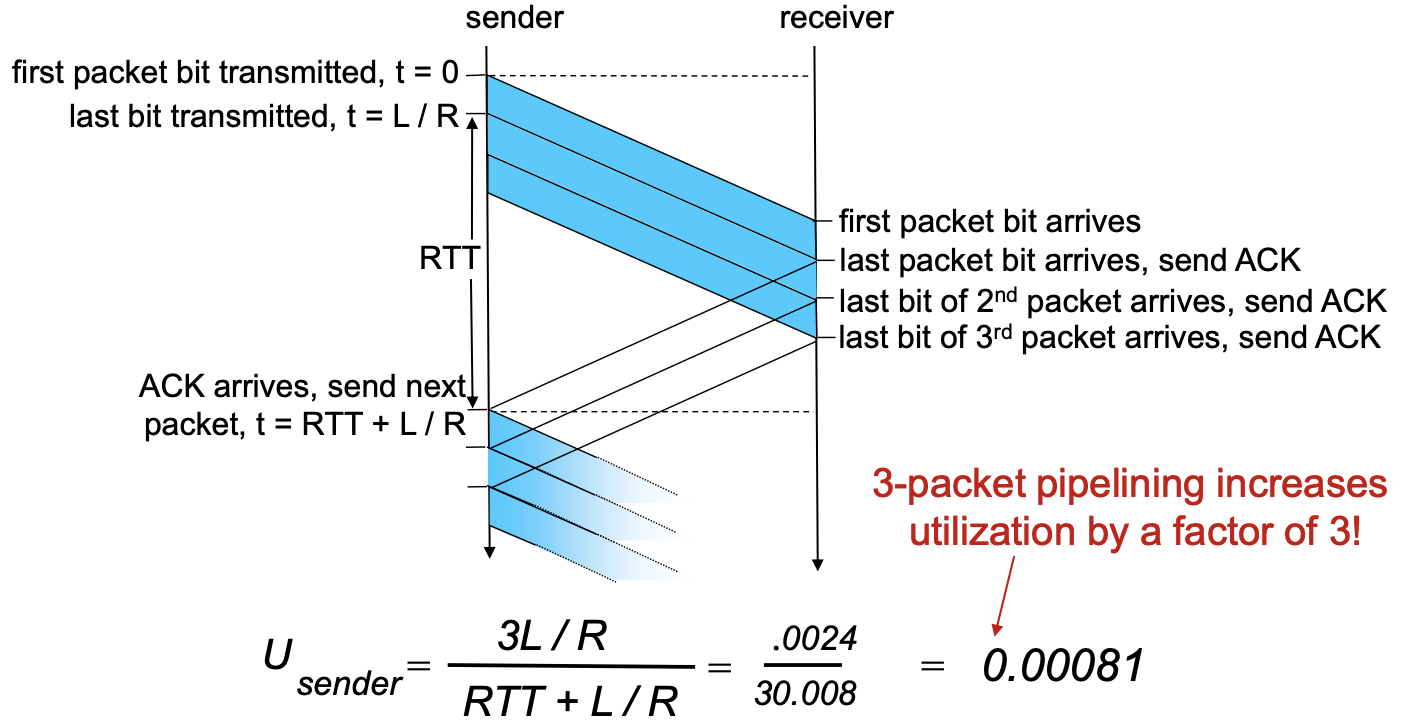 sender
receiver
first packet bit transmitted, t = 0
last bit transmitted, t = L / R
RTT
first packet bit arrives
last packet bit arrives, send ACK
last bit of 2nd packet arrives, send ACK
last bit of 3rd packet arrives, send ACK
ACK arrives, send next
packet, t = RTT + L / R
3-packet pipelining increases
utilization by a factor of 3!
U sender = 3L / R / RTT + L / R = .0024 / 30.008 = 0.00081